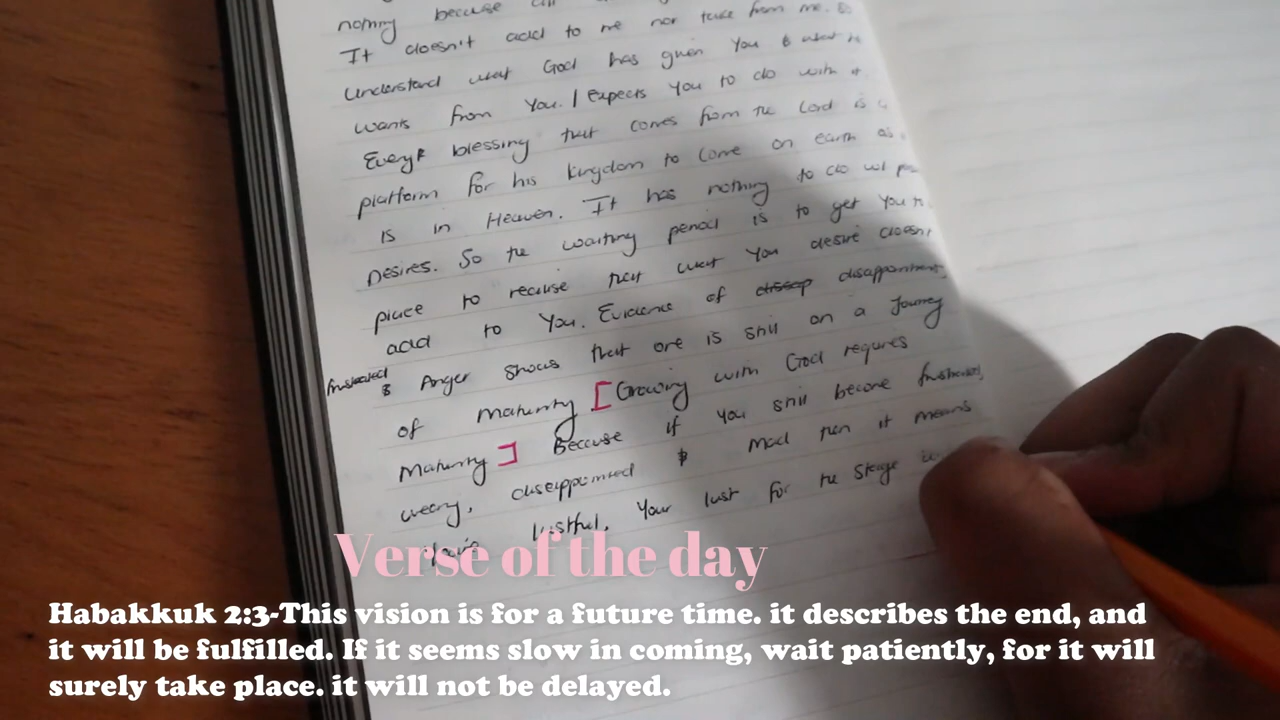 because
It doesn't add to me nor take from me. &
understand what God has given you & what he
wants from You. / Expects You to do with it.
Every blessing that comes from the Lord is a
platform for his kingdom to come on earth as
is in Heaven. It has nothing to do w/
Desires. So the waiting period is to get you to
place to realise that what You desire doesn't
add to You. Evidence of dissap disappointment,
frustrated & Anger shows that one is still on a Journey
of Maturity [Growing with God requires
Maturity] Because if You still become frustrated,
weary, disappointed & Mad then it means
lustful. Your lust for the stage
Verse of the day
Habakkuk 2:3-This vision is for a future time. it describes the end, and
it will be fulfilled. If it seems slow in coming, wait patiently, for it will
surely take place. it will not be delayed.